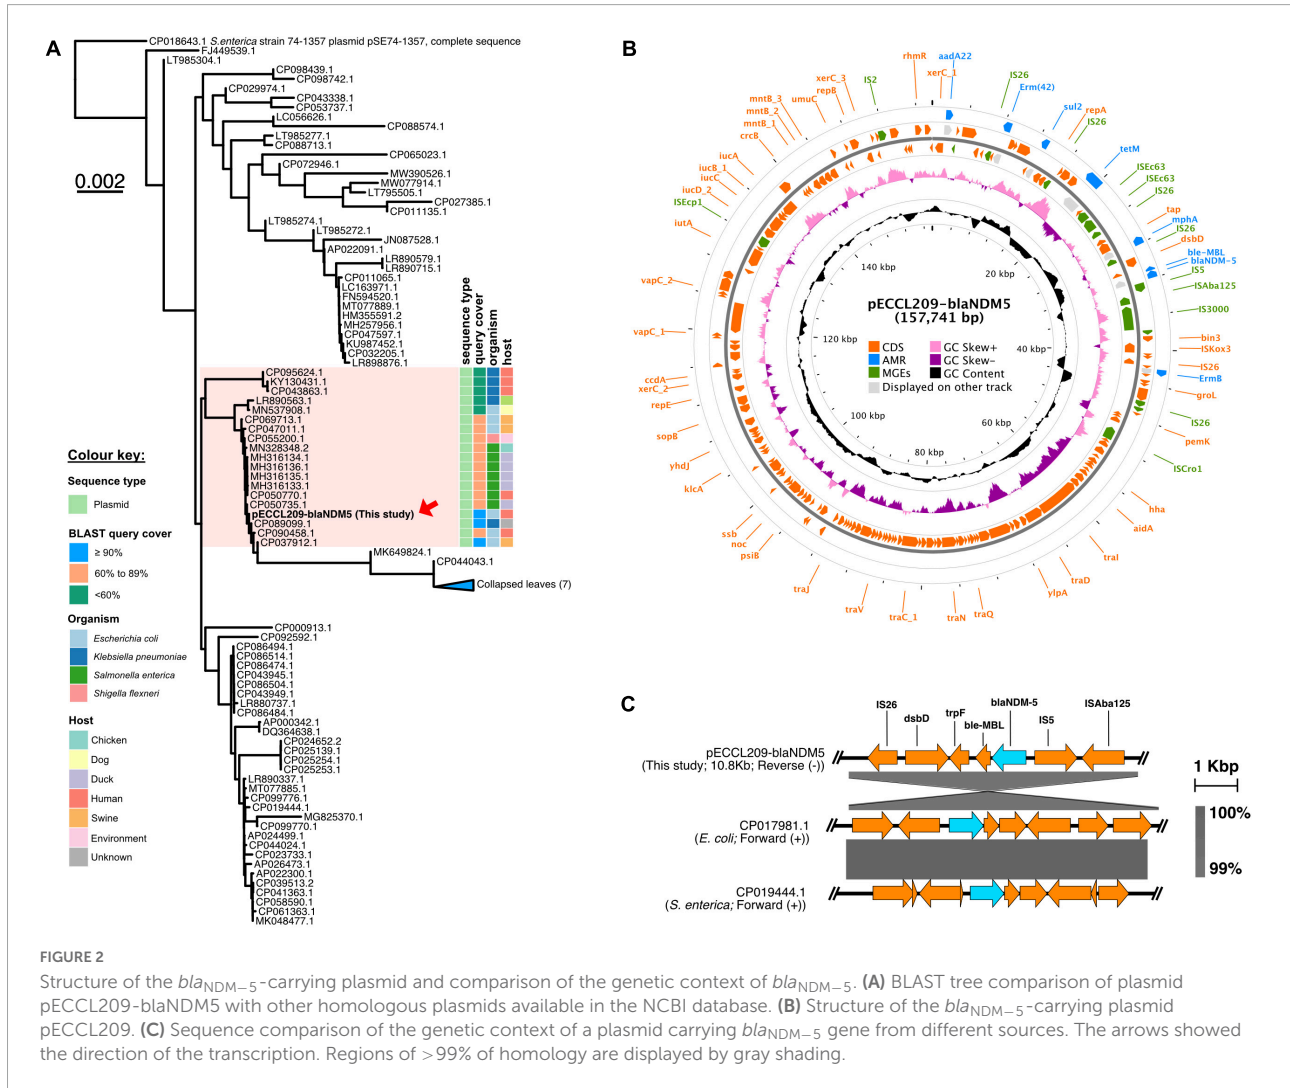 A
CP018643.1 S.enterica strain 74-1357 plasmid pSE74-1357, complete sequence
FJ449539.1
LT985304.1
CP098439.1
CP098742.1
CP029974.1
CP043338.1
CP053737.1
LC056626.1
CP088574.1
LT985277.1
CP088713.1
CP065023.1
CP072946.1
MW390526.1
MW077914.1
LT795505.1
CP027385.1
CP011135.1
0.002
LT985274.1
LT985272.1
JN087528.1
AP022091.1
LR890579.1
LR890715.1
CP011065.1
LC163971.1
FN594520.1
MT077889.1
HM355591.2
MH257956.1
CP047597.1
KU987452.1
CP032205.1
LR898876.1
sequence type
query cover
organism
host
CP095624.1
KY130431.1
CP043863.1
LR890563.1
MN537908.1
CP069713.1
CP047011.1
CP055200.1
MN328348.2
MH316134.1
MH316136.1
MH316135.1
MH316133.1
CP050770.1
CP050735.1
pECCL209-blaNDM5 (This study)
CP089099.1
CP090458.1
CP037912.1
MK649824.1
CP044043.1
Collapsed leaves (7)
CP000913.1
CP092592.1
CP086494.1
CP086514.1
CP086474.1
CP043945.1
CP086504.1
CP043949.1
LR880737.1
CP086484.1
AP000342.1
DQ364638.1
CP024652.2
CP025139.1
CP025254.1
CP025253.1
LR890337.1
MT077885.1
CP099776.1
CP019444.1
MG825370.1
CP099770.1
AP024499.1
CP044024.1
CP023733.1
AP026473.1
AP022300.1
CP039513.2
CP041363.1
CP058590.1
CP061363.1
MK048477.1
Colour key:
Sequence type
Plasmid
BLAST query cover
≥ 90%
60% to 89%
<60%
Organism
Escherichia coli
Klebsiella pneumoniae
Salmonella enterica
Shigella flexneri
Host
Chicken
Dog
Duck
Human
Swine
Environment
Unknown
B
rhmR
xerC_1
aadA22
IS26
Erm(42)
sul2
repA
IS26
tetM
ISEc63
ISEc63
IS26
tap
mphA
IS26
dsbD
ble-MBL
blaNDM-5
IS5
ISAba125
IS3000
bin3
ISKox3
IS26
ErmB
groL
IS26
pemK
ISCro1
hha
aidA
traI
traD
ylpA
traQ
traN
traC_1
traV
traJ
psiB
noc
ssb
klcA
yhdJ
sopB
repE
xerC_2
ccdA
vapC_1
vapC_2
iutA
ISEcp1
iucD_2
iucC
iucB_1
iucA
crcB
mntB_1
mntB_2
mntB_3
umuC
repB
xerC_3
IS2
140 kbp
20 kbp
120 kbp
40 kbp
100 kbp
60 kbp
80 kbp
pECCL209-blaNDM5
(157,741 bp)
CDS
AMR
MGEs
Displayed on other track
GC Skew+
GC Skew-
GC Content
C
IS26
dsbD
trpF
ble-MBL
blaNDM-5
IS5
ISAba125
pECCL209-blaNDM5
(This study; 10.8Kb; Reverse (-))
CP017981.1
(E. coli; Forward (+))
CP019444.1
(S. enterica; Forward (+))
1 Kbp
100%
99%
FIGURE 2
Structure of the blaNDM−5-carrying plasmid and comparison of the genetic context of blaNDM−5. (A) BLAST tree comparison of plasmid
pECCL209-blaNDM5 with other homologous plasmids available in the NCBI database. (B) Structure of the blaNDM−5-carrying plasmid
pECCL209. (C) Sequence comparison of the genetic context of a plasmid carrying blaNDM−5 gene from different sources. The arrows showed
the direction of the transcription. Regions of >99% of homology are displayed by gray shading.